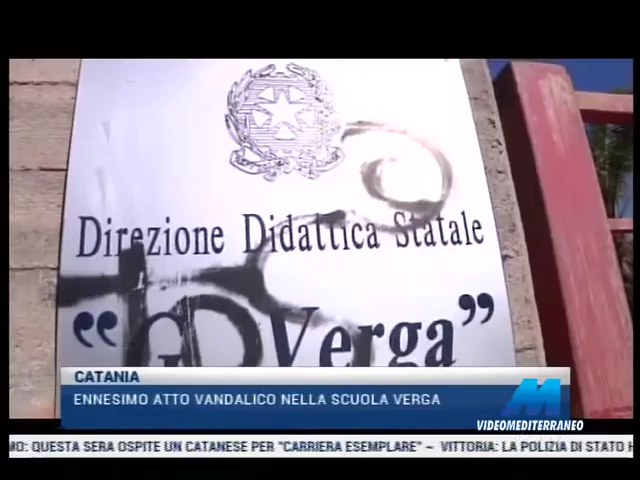 Direzione Didattica Statale
"G Verga"
CATANIA
ENNESIMO ATTO VANDALICO NELLA SCUOLA VERGA
M
VIDEOMEDITERRANEO
MO: QUESTA SERA OSPITE UN CATANESE PER "CARRIERA ESEMPLARE" – VITTORIA: LA POLIZIA DI STATO H